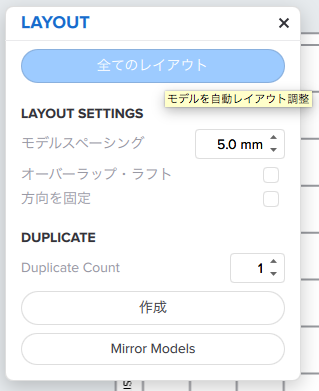 LAYOUT
全てのレイアウト
モデルを自動レイアウト調整
LAYOUT SETTINGS
モデルスペーシング 5.0 mm
オーバーラップ・ラフト
方向を固定
DUPLICATE
Duplicate Count 1
作成
Mirror Models